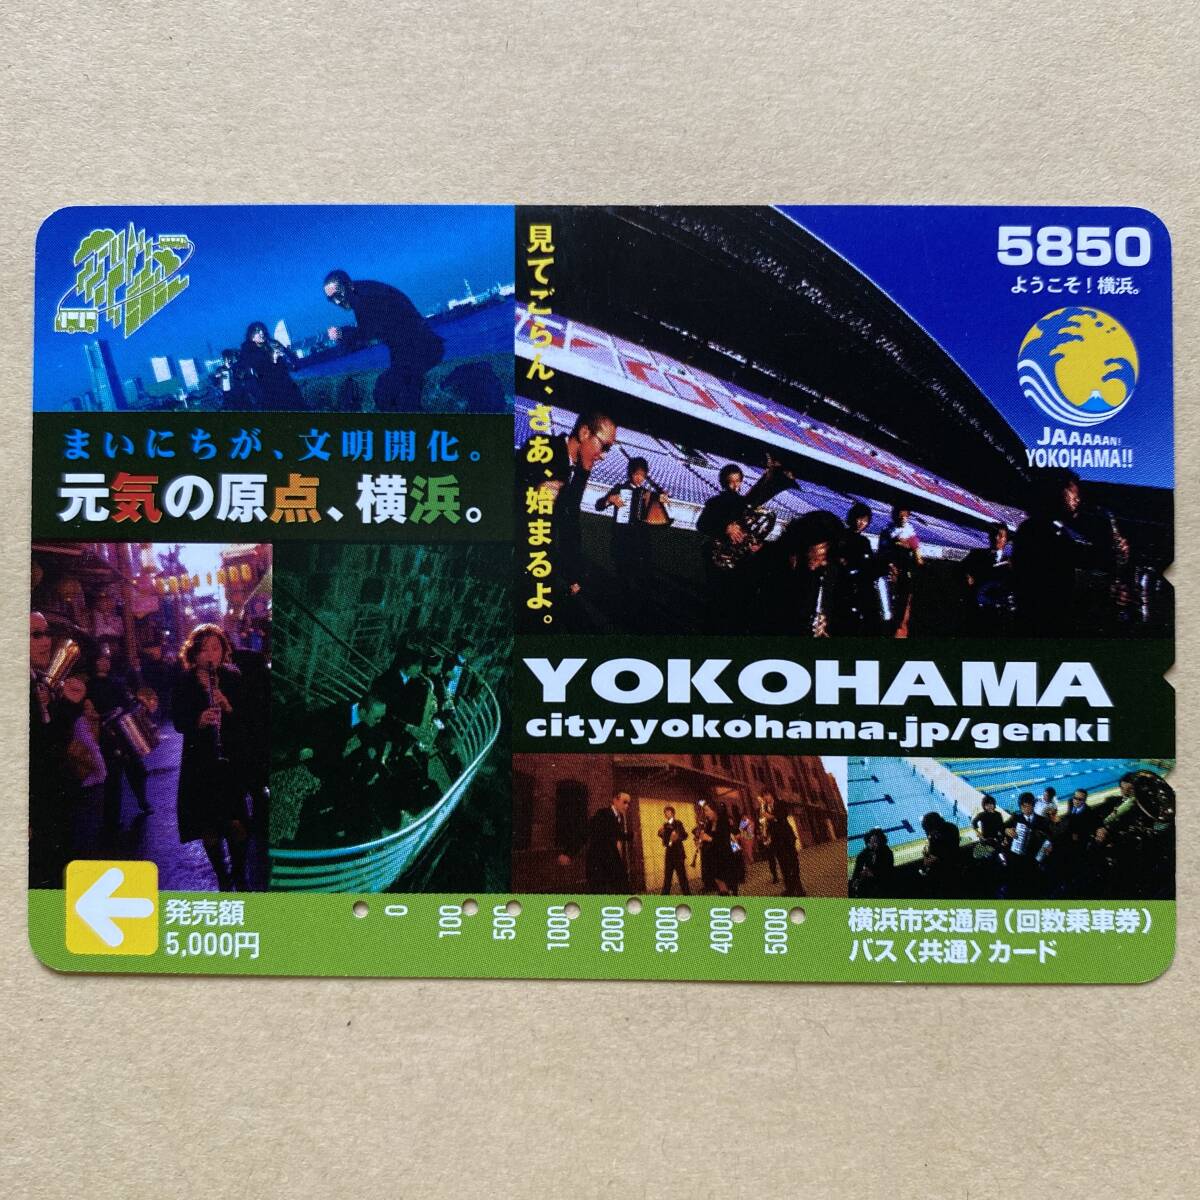 まいにちが、文明開化。
元気の原点、横浜。
見てごらん、さあ、始まるよ。
5850
ようこそ！横浜。
JAAAAAAN!
YOKOHAMA!!
YOKOHAMA
city.yokohama.jp/genki
発売額
5,000円
0 100 500 1000 2000 3000 4000 5000
横浜市交通局（回数乗車券）
バス〈共通〉カード